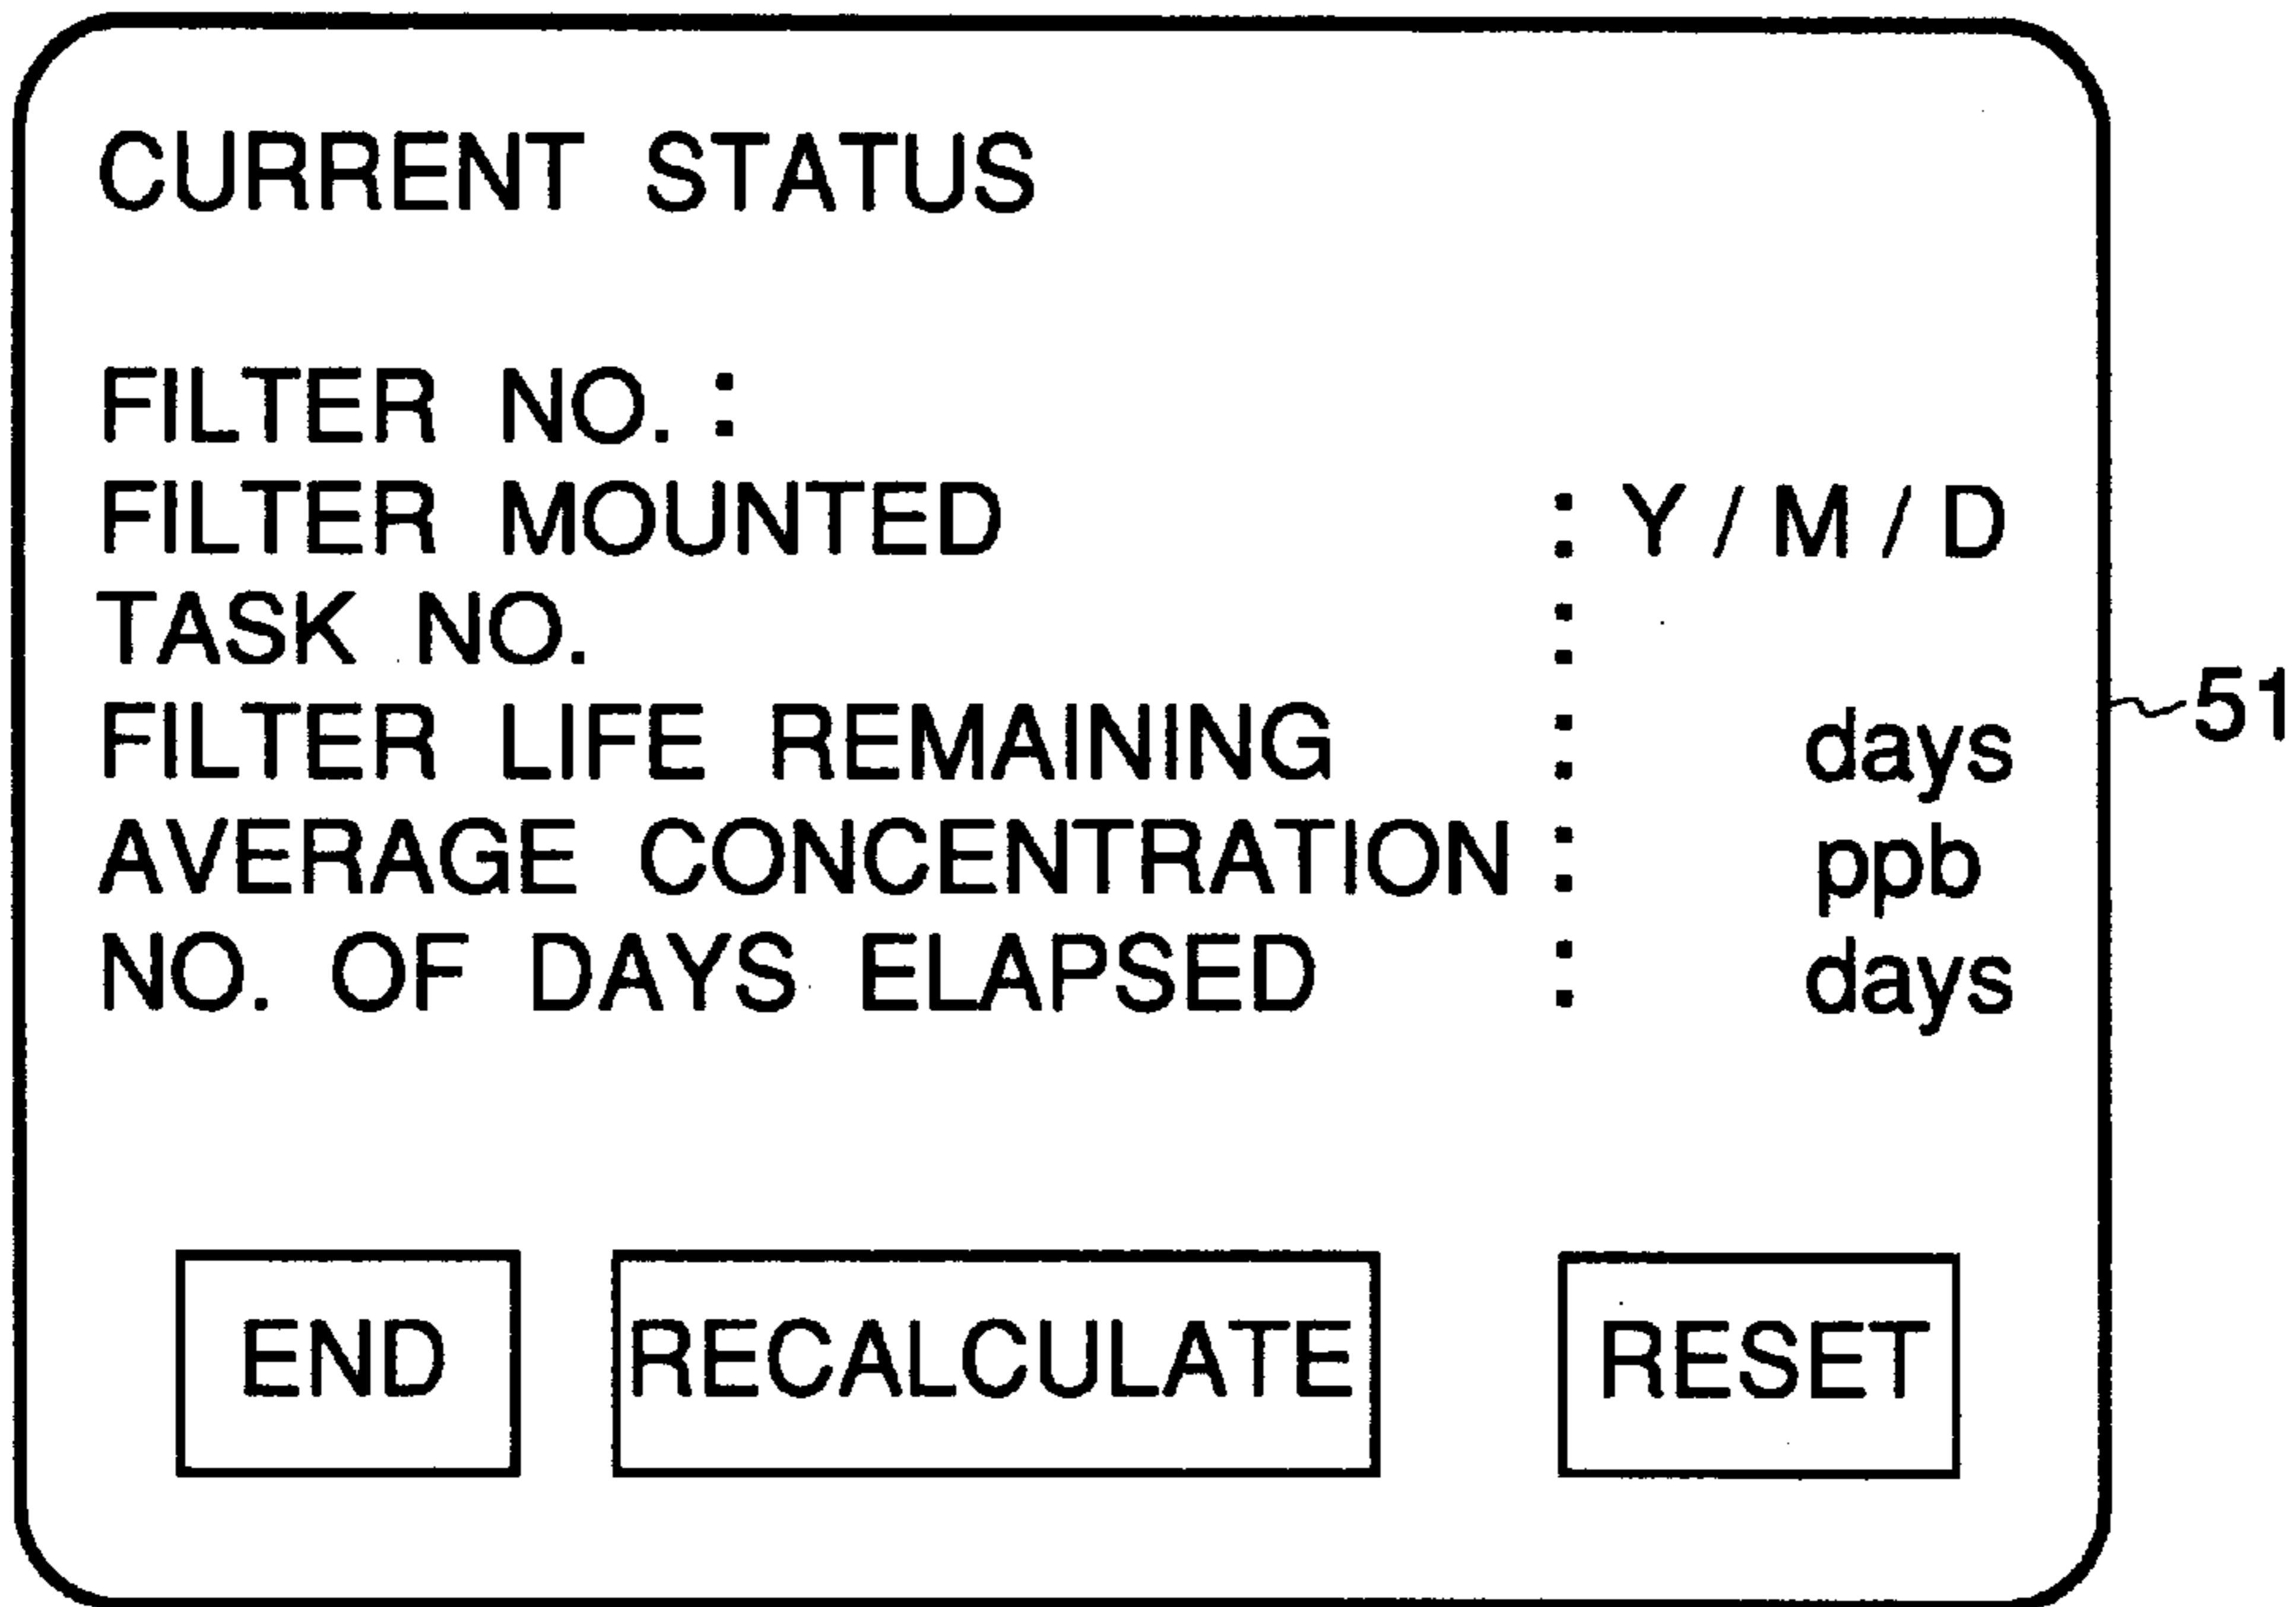 CURRENT STATUS
FILTER NO. :
FILTER MOUNTED : Y / M / D
TASK NO. :
FILTER LIFE REMAINING : days
51
AVERAGE CONCENTRATION : ppb
NO. OF DAYS ELAPSED : days
END RECALCULATE RESET